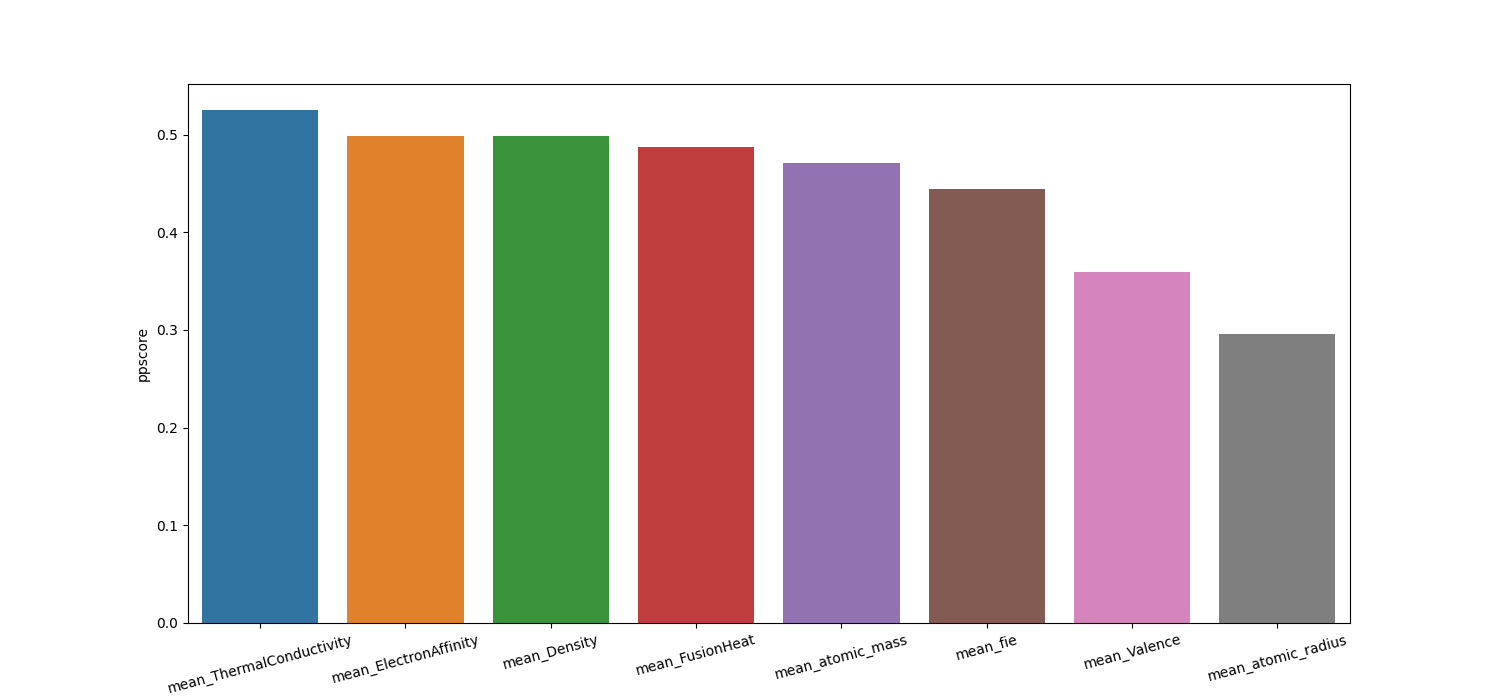 ppscore
0.5
0.4
0.3
0.2
0.1
0.0
mean_ThermalConductivity
mean_ElectronAffinity
mean_Density
mean_FusionHeat
mean_atomic_mass
mean_fie
mean_Valence
mean_atomic_radius